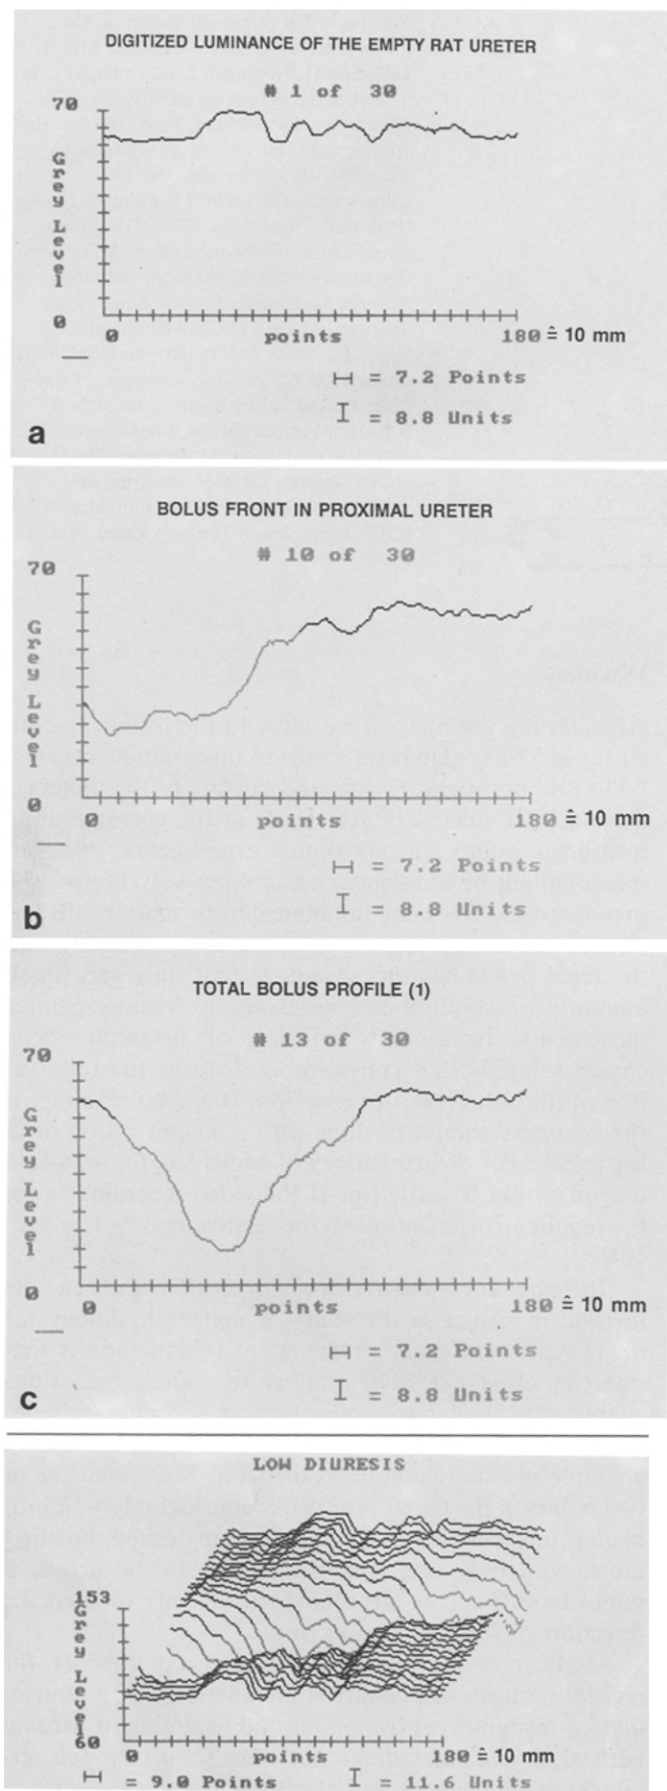 DIGITIZED LUMINANCE OF THE EMPTY RAT URETER
# 1 of 30
70
Grey Level
0
0 points 180 ≙ 10 mm
= 7.2 Points
= 8.8 Units
a
BOLUS FRONT IN PROXIMAL URETER
# 10 of 30
70
Grey Level
0
0 points 180 ≙ 10 mm
= 7.2 Points
= 8.8 Units
b
TOTAL BOLUS PROFILE (1)
# 13 of 30
70
Grey Level
0
0 points 180 ≙ 10 mm
= 7.2 Points
= 8.8 Units
c
LOW DIURESIS
153
Grey Level
60
0 points 180 ≙ 10 mm
= 9.0 Points = 11.6 Units